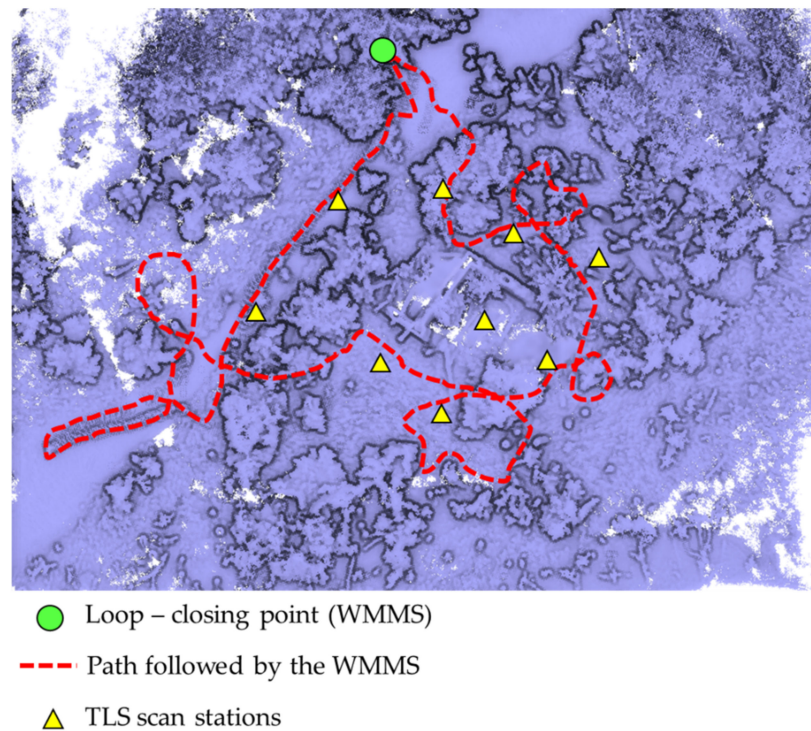 Loop – closing point (WMMS)
Path followed by the WMMS
TLS scan stations